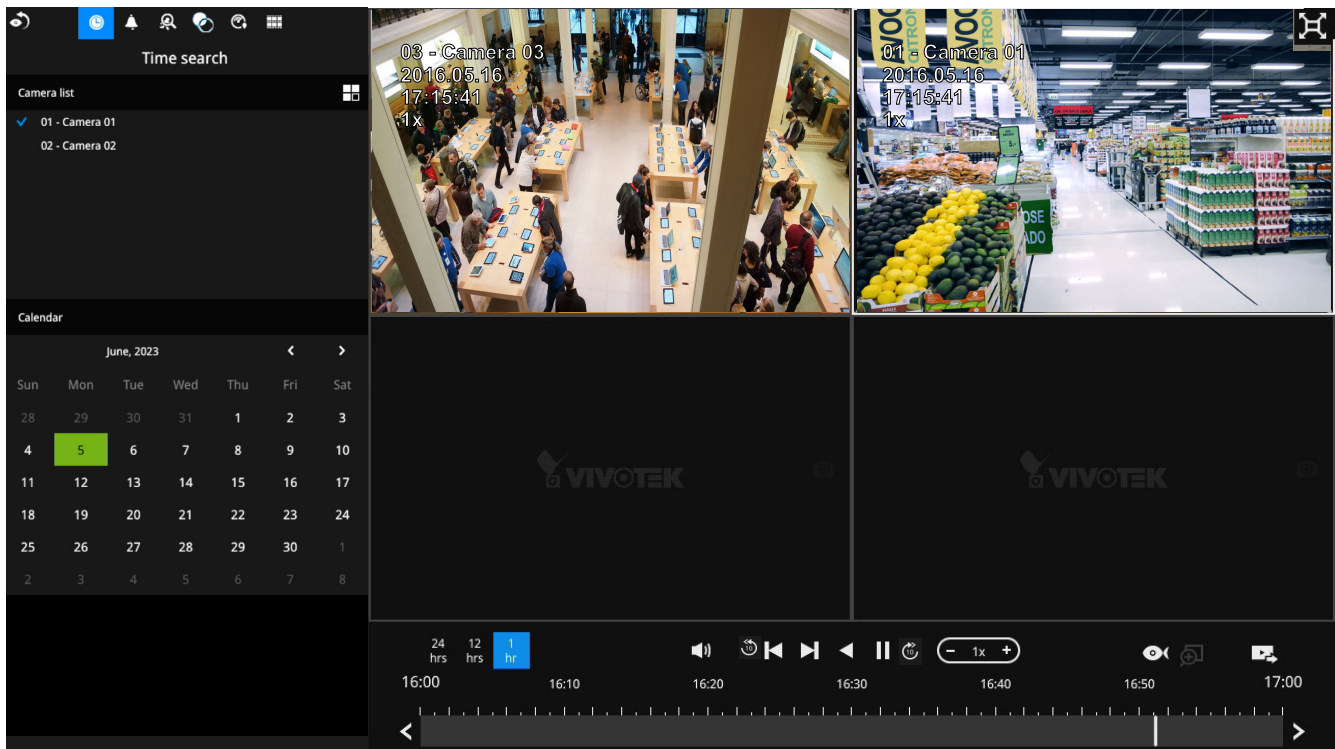 Time search
Camera list
01 - Camera 01
02 - Camera 02
Calendar
June, 2023
Sun Mon Tue Wed Thu Fri Sat
28 29 30 31 1 2 3
4 5 6 7 8 9 10
11 12 13 14 15 16 17
18 19 20 21 22 23 24
25 26 27 28 29 30 1
2 3 4 5 6 7 8
03 - Camera 03
2016.05.16
17:15:41
1x
01 - Camera 01
2016.05.16
17:15:41
1x
OSE
ADO
VIVOTEK
VIVOTEK
24 hrs
12 hrs
1 hr
10
10
1x
16:00 16:10 16:20 16:30 16:40 16:50 17:00